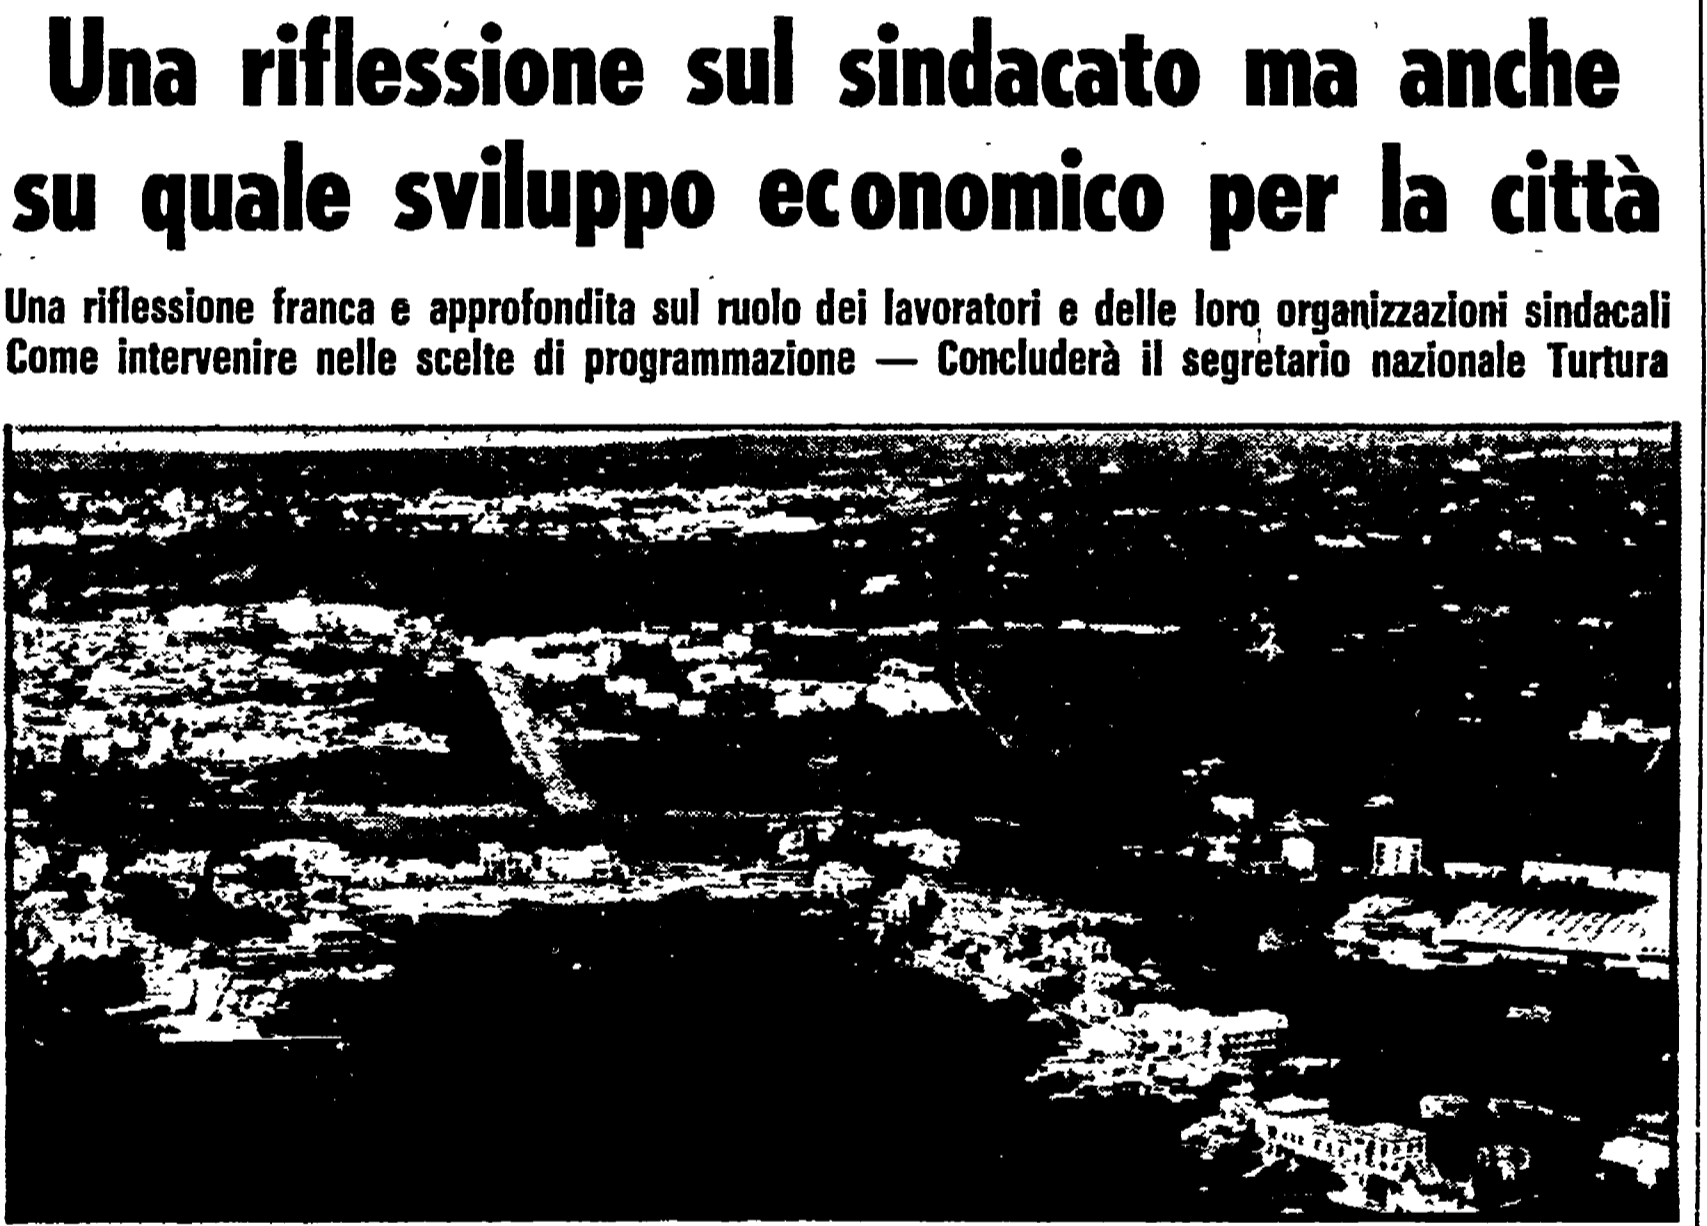 Una riflessione sul sindacato ma anche
su quale sviluppo economico per la città
Una riflessione franca e approfondita sul ruolo dei lavoratori e delle loro organizzazioni sindacali
Come intervenire nelle scelte di programmazione — Concluderà il segretario nazionale Turtura